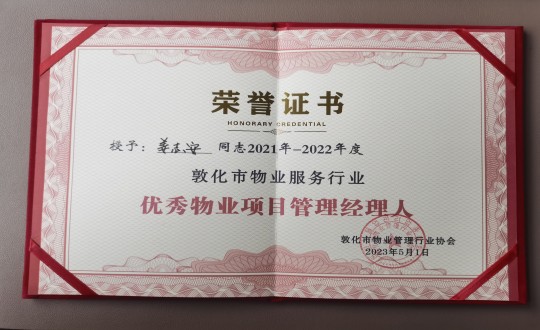 荣誉证书
HONORARY CREDENTIAL
授予：姜 同志2021年-2022年度
敦化市物业服务行业
优秀物业项目管理经理人
敦化市物业管理行业协会
2023年5月1日